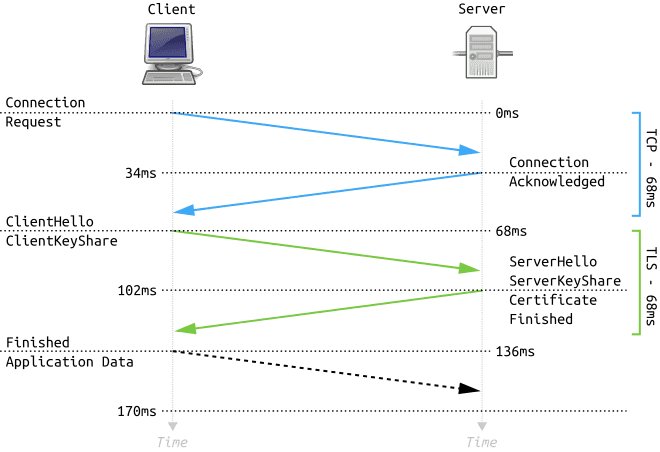 Client
Server
Connection
Request
0ms
TCP - 68ms
34ms
Connection
Acknowledged
ClientHello
ClientKeyShare
68ms
TLS - 68ms
ServerHello
ServerKeyShare
102ms
Certificate
Finished
Finished
Application Data
136ms
170ms
Time
Time